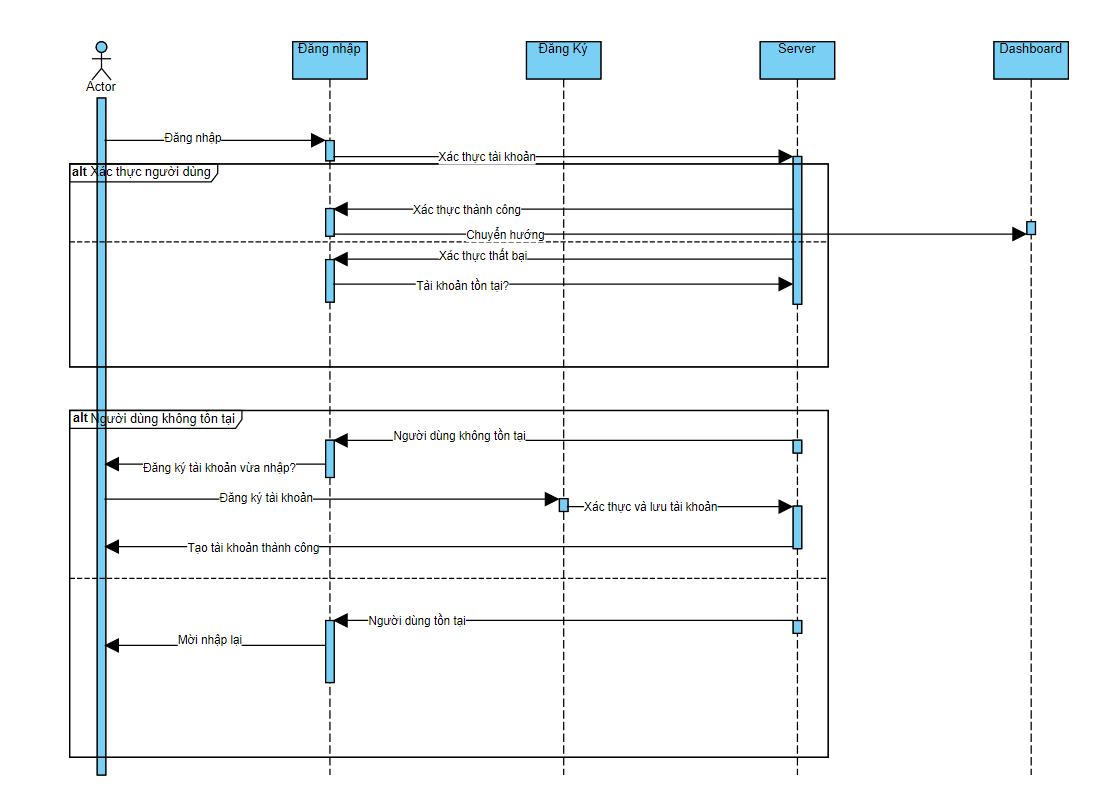 Đăng nhập
Đăng Ký
Server
Dashboard
Actor
Đăng nhập
Xác thực tài khoản
alt Xác thực người dùng
Xác thực thành công
Chuyển hướng
Xác thực thất bại
Tài khoản tồn tại?
alt Người dùng không tồn tại
Người dùng không tồn tại
Đăng ký tài khoản vừa nhập?
Đăng ký tài khoản
Xác thực và lưu tài khoản
Tạo tài khoản thành công
Người dùng tồn tại
Mời nhập lại